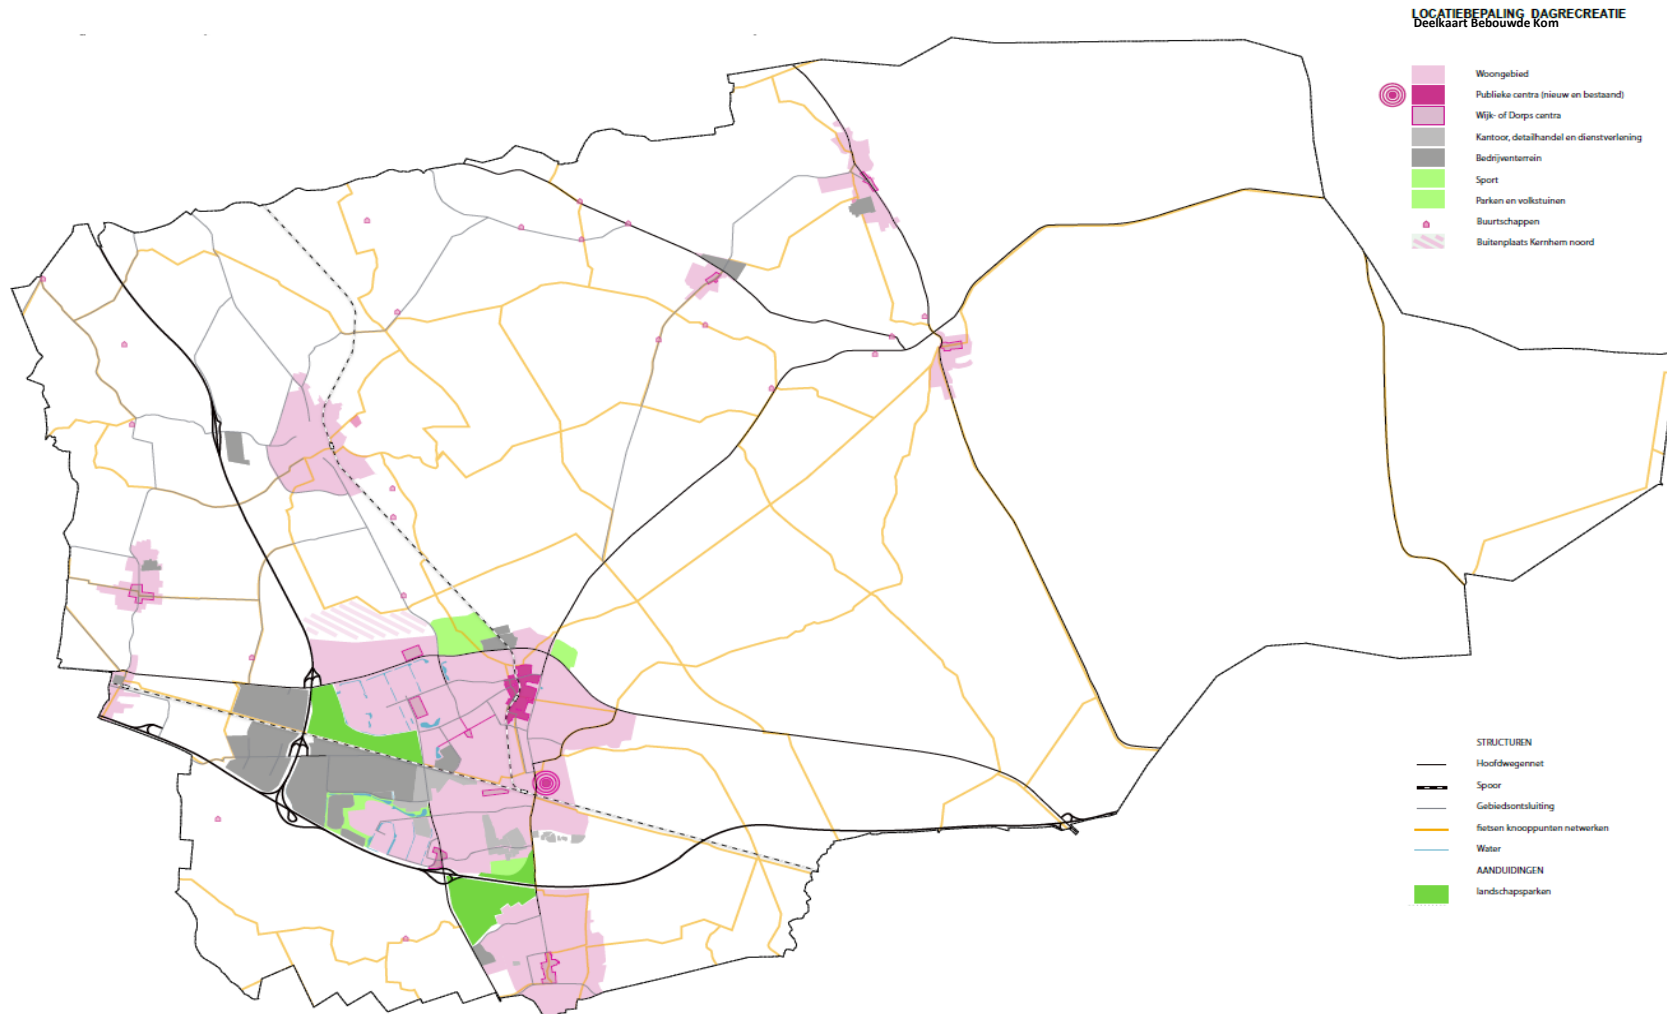 LOCATIEBEPALING DAGRECREATIE
Deelkaart Bebouwde Kom
Woongebied
Publieke centra (nieuw en bestaand)
Wijk- of Dorps centra
Kantoor, detailhandel en dienstverlening
Bedrijventerrein
Sport
Parken en volkstuinen
Buurtschappen
Buitenplaats Kernhem noord
STRUCTUREN
Hoofdwegennet
Spoor
Gebiedsontsluiting
fietsen knooppunten netwerken
Water
AANDUIDINGEN
landschapsparken